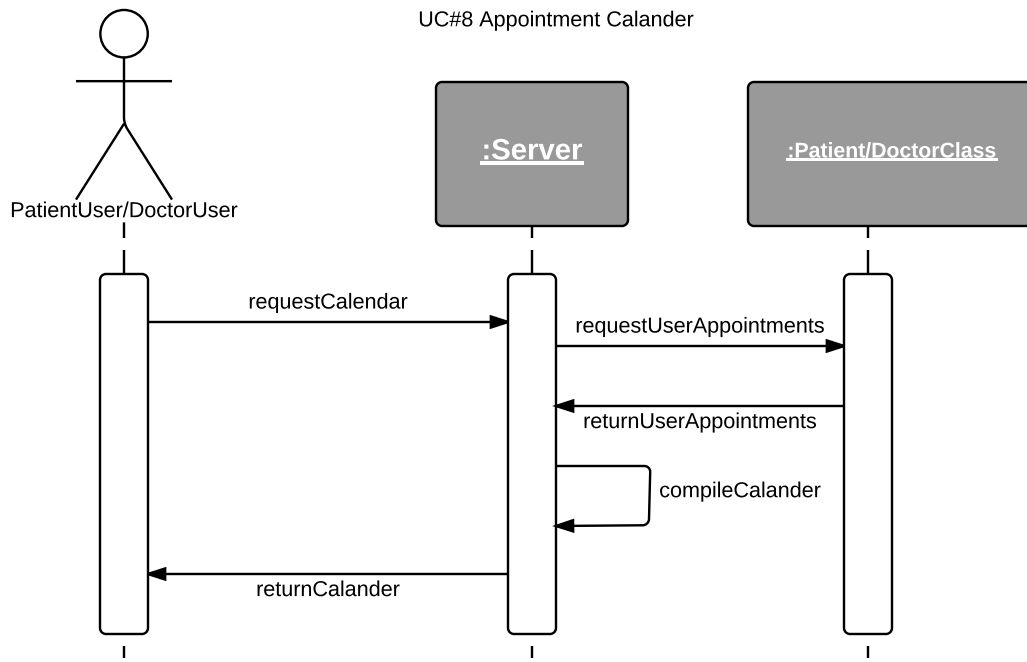 UC#8 Appointment Calander
:Server
:Patient/DoctorClass
PatientUser/DoctorUser
requestCalendar
requestUserAppointments
returnUserAppointments
compileCalander
returnCalander